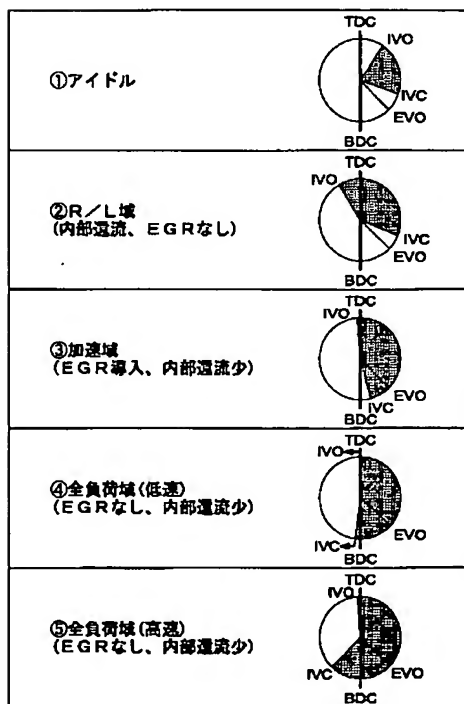 TDC
IVO
①アイドル
IVC
EVO
BDC
TDC
IVO
②R/L域
(内部還流、EGRなし)
IVC
EVO
BDC
TDC
IVO
③加速域
(EGR導入、内部還流少)
EVO
IVC
BDC
TDC
IVO
④全負荷域(低速)
(EGRなし、内部還流少)
EVO
IVC
BDC
TDC
IVO
⑤全負荷域(高速)
(EGRなし、内部還流少)
IVC
EVO
BDC